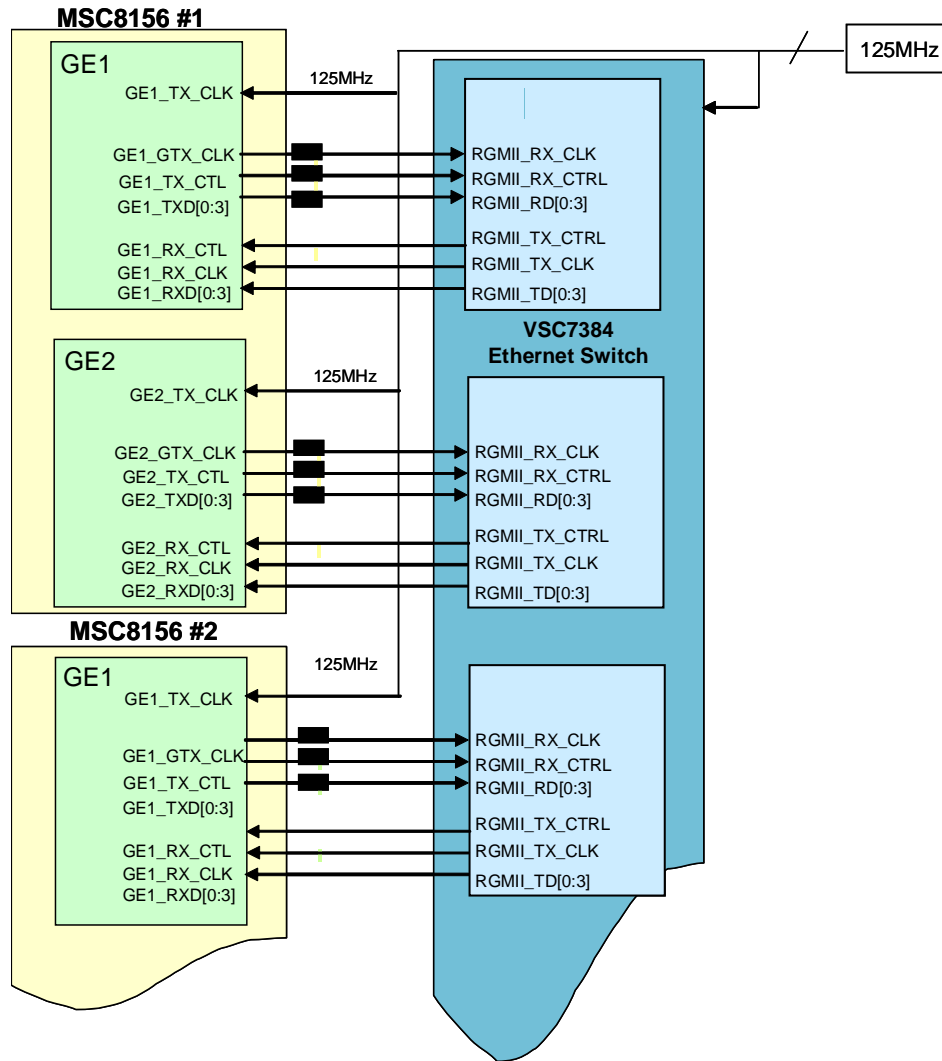 MSC8156 #1
125MHz
GE1
125MHz
GE1_TX_CLK
GE1_GTX_CLK
GE1_TX_CTL
GE1_TXD[0:3]
GE1_RX_CTL
GE1_RX_CLK
GE1_RXD[0:3]
RGMII_RX_CLK
RGMII_RX_CTRL
RGMII_RD[0:3]
RGMII_TX_CTRL
RGMII_TX_CLK
RGMII_TD[0:3]
VSC7384
Ethernet Switch
GE2
125MHz
GE2_TX_CLK
GE2_GTX_CLK
GE2_TX_CTL
GE2_TXD[0:3]
GE2_RX_CTL
GE2_RX_CLK
GE2_RXD[0:3]
RGMII_RX_CLK
RGMII_RX_CTRL
RGMII_RD[0:3]
RGMII_TX_CTRL
RGMII_TX_CLK
RGMII_TD[0:3]
MSC8156 #2
GE1
125MHz
GE1_TX_CLK
GE1_GTX_CLK
GE1_TX_CTL
GE1_TXD[0:3]
GE1_RX_CTL
GE1_RX_CLK
GE1_RXD[0:3]
RGMII_RX_CLK
RGMII_RX_CTRL
RGMII_RD[0:3]
RGMII_TX_CTRL
RGMII_TX_CLK
RGMII_TD[0:3]